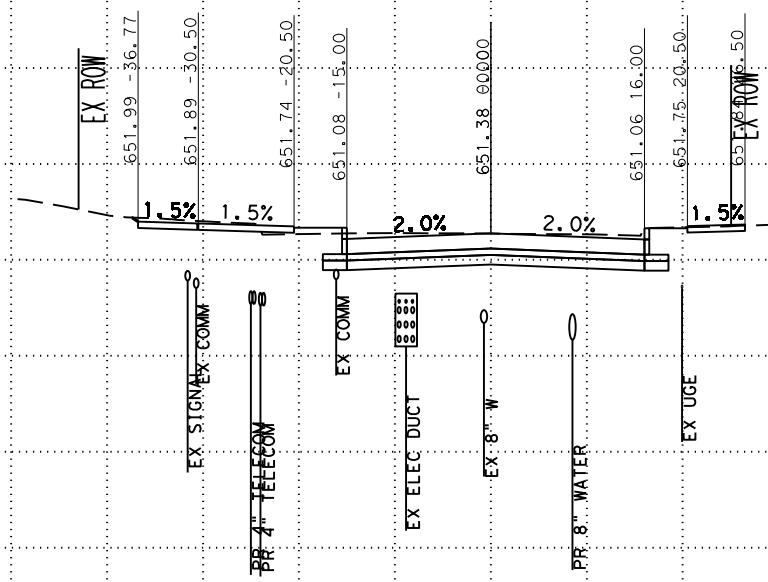 EX ROW
651.99 -36.77
651.89 -30.50
651.74 -20.50
651.08 -15.00
651.38 00000
651.06 16.00
651.75 20.50
EX ROW
1.5%
1.5%
2.0%
2.0%
1.5%
EX SIGNAL
EX COMM
PR 4" TELECOM
PR 4" TELECOM
EX COMM
EX ELEC DUCT
EX 8" W
PR 8" WATER
EX UGE